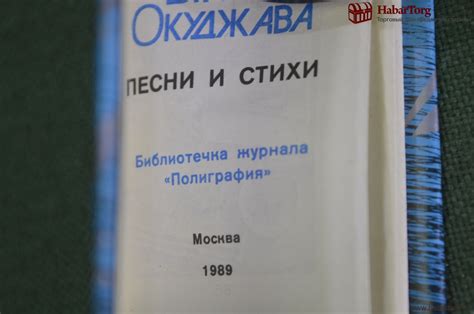 HabarTorg
Окуджава
ПЕСНИ И СТИХИ
Библиотечка журнала
«Полиграфия»
Москва
1989